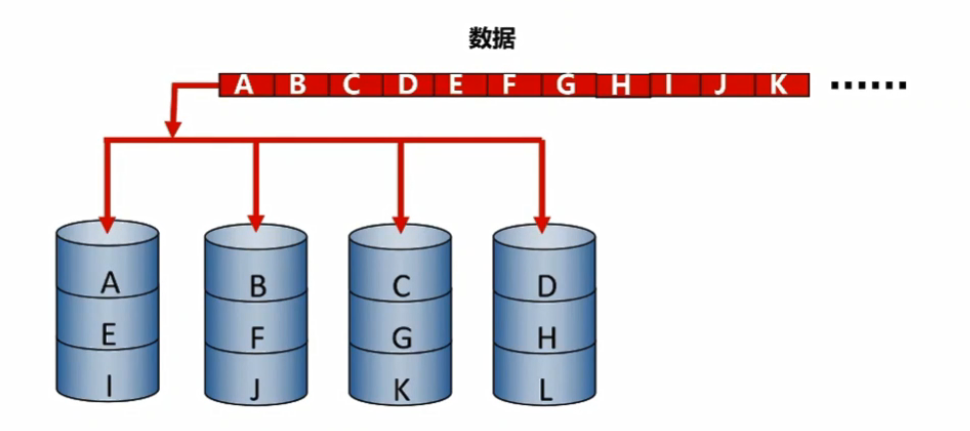 数据
A B C D E F G H I J K ……
A B C D
E F G H
I J K L